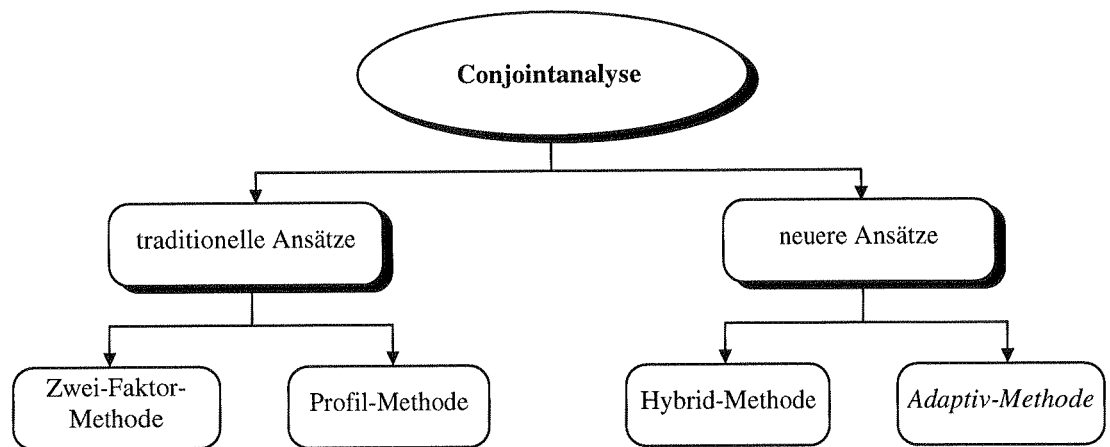 Conjointanalyse
traditionelle Ansätze
neuere Ansätze
Zwei-Faktor-
Methode
Profil-Methode
Hybrid-Methode
Adaptiv-Methode